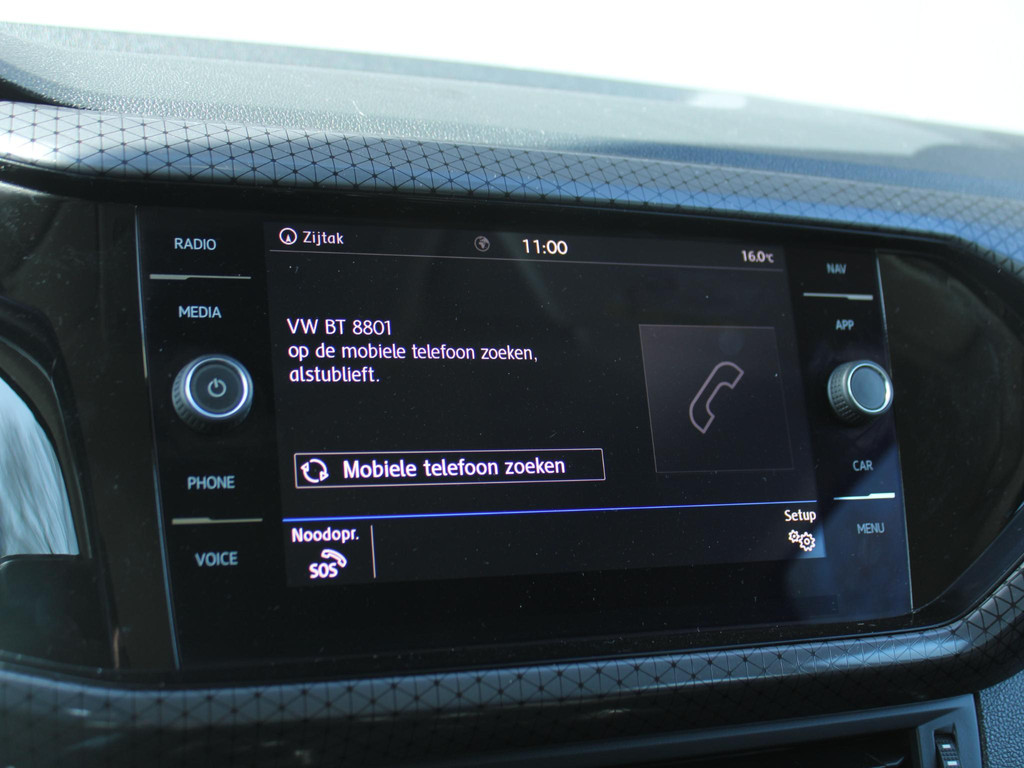 RADIO
MEDIA
PHONE
VOICE
Zijtak
11:00
16.0°C
VW BT 8801
op de mobiele telefoon zoeken,
alstublieft.
Mobiele telefoon zoeken
Noodopr.
SOS
Setup
NAV
APP
CAR
MENU